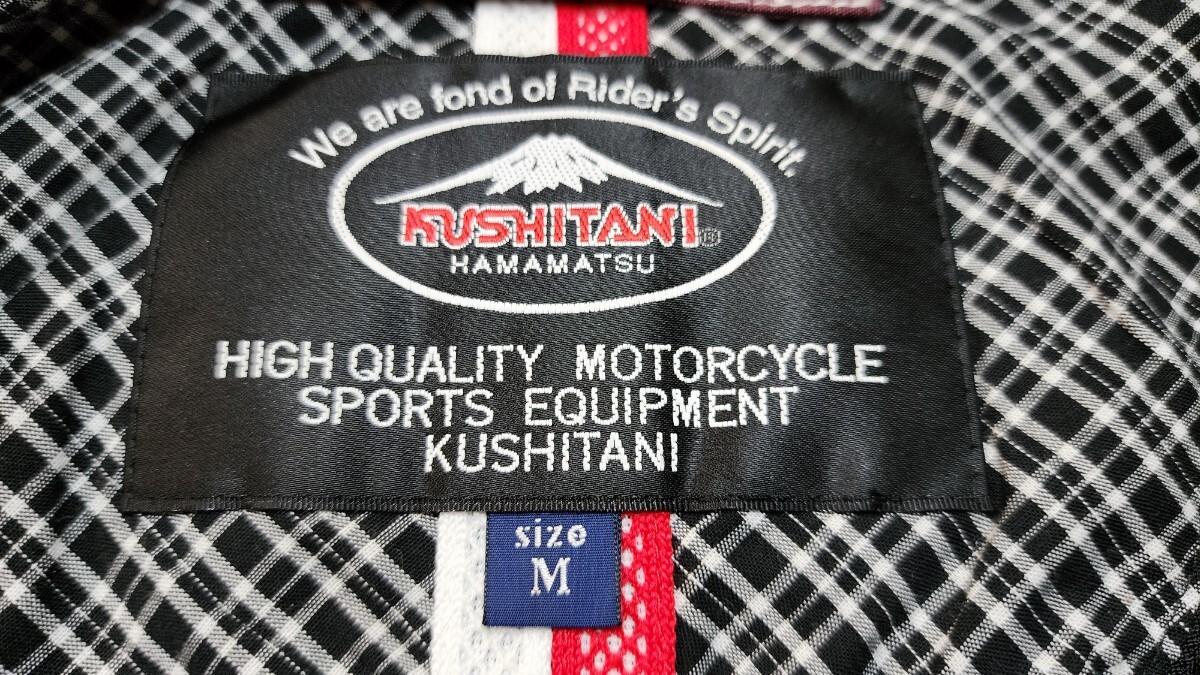 We are fond of Rider's Spirit.
KUSHITANI®
HAMAMATSU
HIGH QUALITY MOTORCYCLE
SPORTS EQUIPMENT
KUSHITANI
size
M